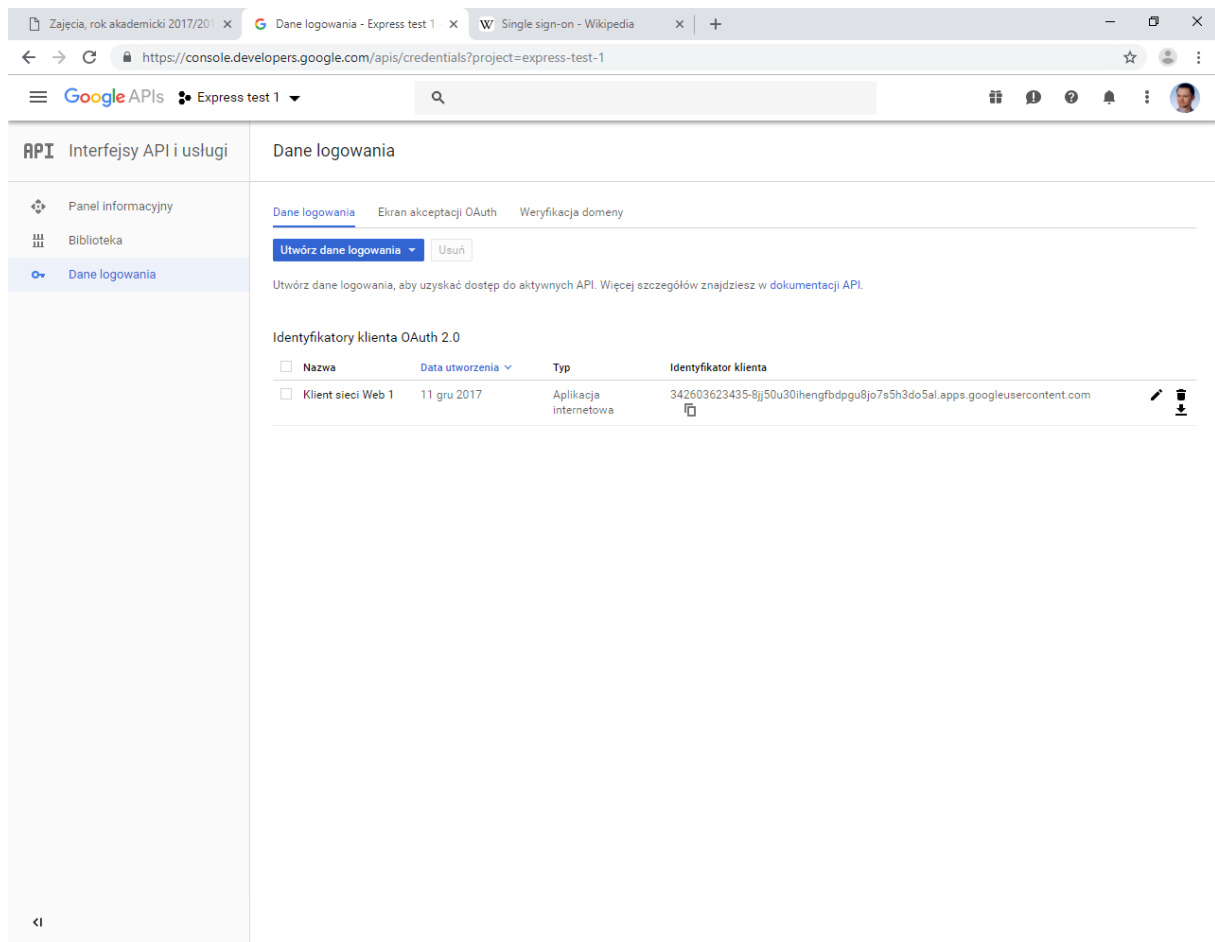 Zajęcia, rok akademicki 2017/201
Dane logowania - Express test 1 -
W Single sign-on - Wikipedia
https://console.developers.google.com/apis/credentials?project=express-test-1
Google APIs Express test 1
API Interfejsy API i usługi
Dane logowania
Panel informacyjny
Biblioteka
Dane logowania
Dane logowania Ekran akceptacji OAuth Weryfikacja domeny
Utwórz dane logowania Usuń
Utwórz dane logowania, aby uzyskać dostęp do aktywnych API. Więcej szczegółów znajdziesz w dokumentacji API.
Identyfikatory klienta OAuth 2.0
Nazwa Data utworzenia Typ Identyfikator klienta
Klient sieci Web 1 11 gru 2017 Aplikacja internetowa 342603623435-8jj50u30ihengfbdpgu8jo7s5h3do5al.apps.googleusercontent.com